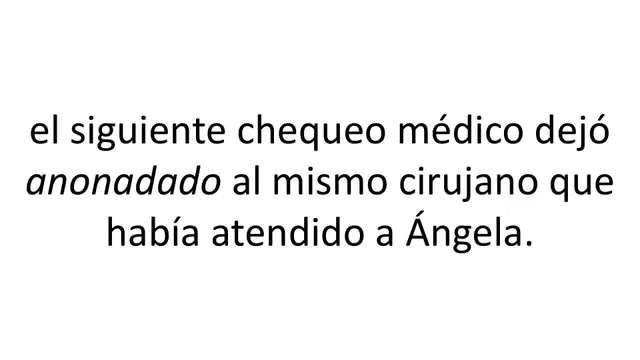 el siguiente chequeo médico dejó
anonadado al mismo cirujano que
había atendido a Ángela.